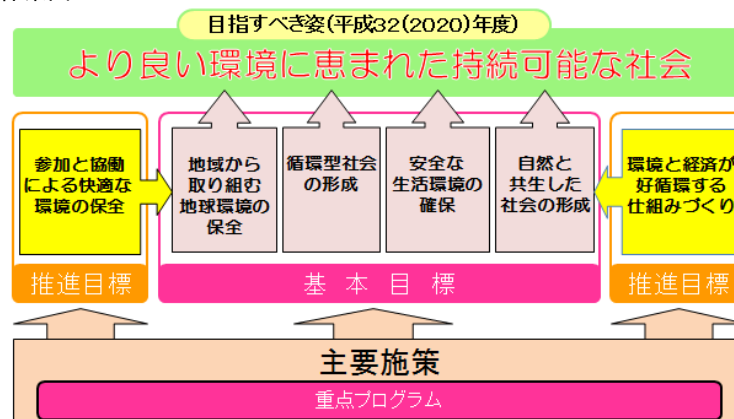 目指すべき姿(平成32(2020)年度)
より良い環境に恵まれた持続可能な社会
参加と協働
による快適な
環境の保全
地域から
取り組む
地球環境の
保全
循環型社会
の形成
安全な
生活環境の
確保
自然と
共生した
社会の形成
環境と経済が
好循環する
仕組みづくり
推進目標
基本目標
推進目標
主要施策
重点プログラム